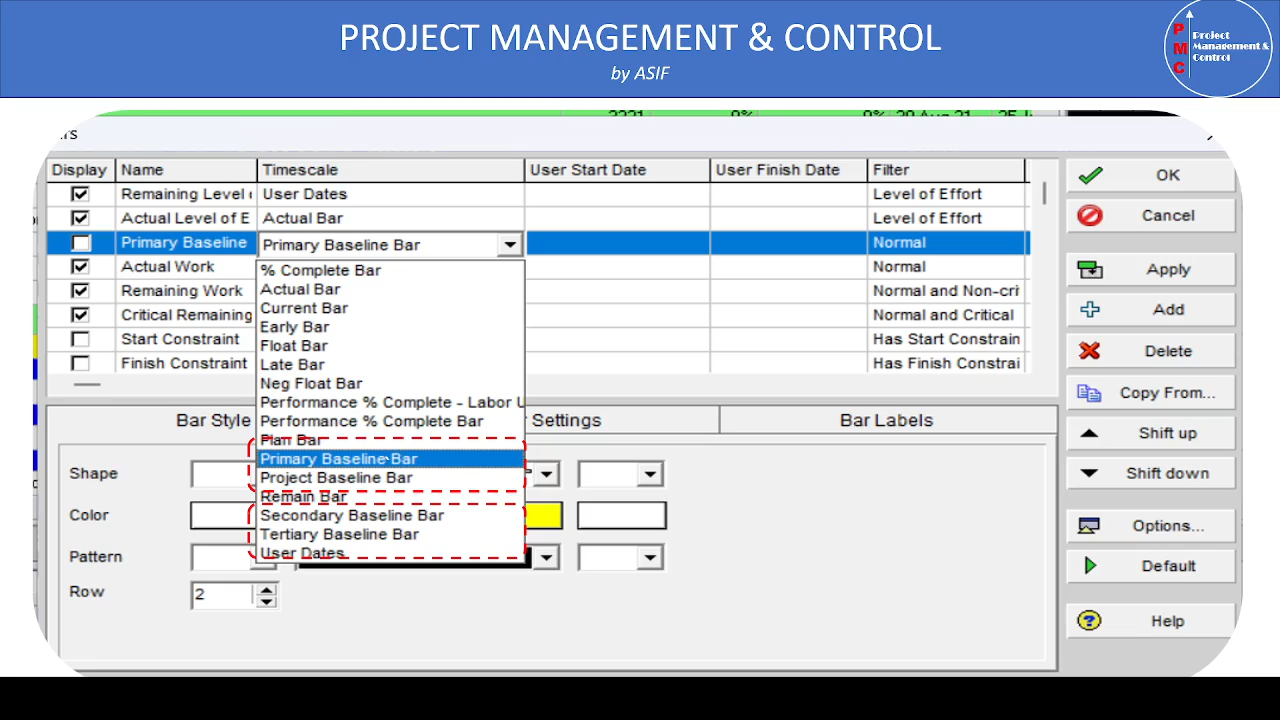 PROJECT MANAGEMENT & CONTROL
by ASIF
PMC
Project
Management &
Control
Display Name Timescale User Start Date User Finish Date Filter
Remaining Level User Dates Level of Effort
Actual Level of E Actual Bar Level of Effort
Primary Baseline Primary Baseline Bar Normal
Actual Work Normal
Remaining Work Normal and Non-cri
Critical Remaining Normal and Critical
Start Constraint Has Start Constrain
Finish Constraint Has Finish Constrai
% Complete Bar
Actual Bar
Current Bar
Early Bar
Float Bar
Late Bar
Neg Float Bar
Performance % Complete - Labor U
Performance % Complete Bar
Plan Bar
Primary Baseline Bar
Project Baseline Bar
Remain Bar
Secondary Baseline Bar
Tertiary Baseline Bar
User Dates
Bar Style Settings Bar Labels
Shape
Color
Pattern
Row 2
OK
Cancel
Apply
Add
Delete
Copy From...
Shift up
Shift down
Options...
Default
Help